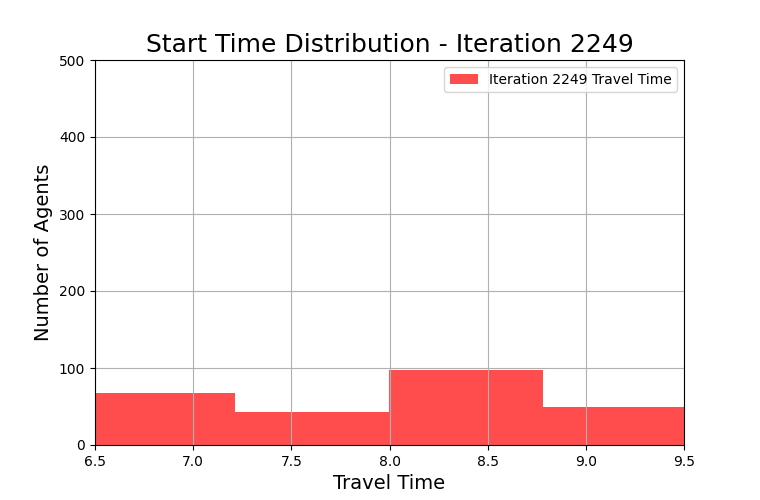 Start Time Distribution - Iteration 2249
500
Iteration 2249 Travel Time
400
300
200
100
0
Number of Agents
6.5 7.0 7.5 8.0 8.5 9.0 9.5
Travel Time